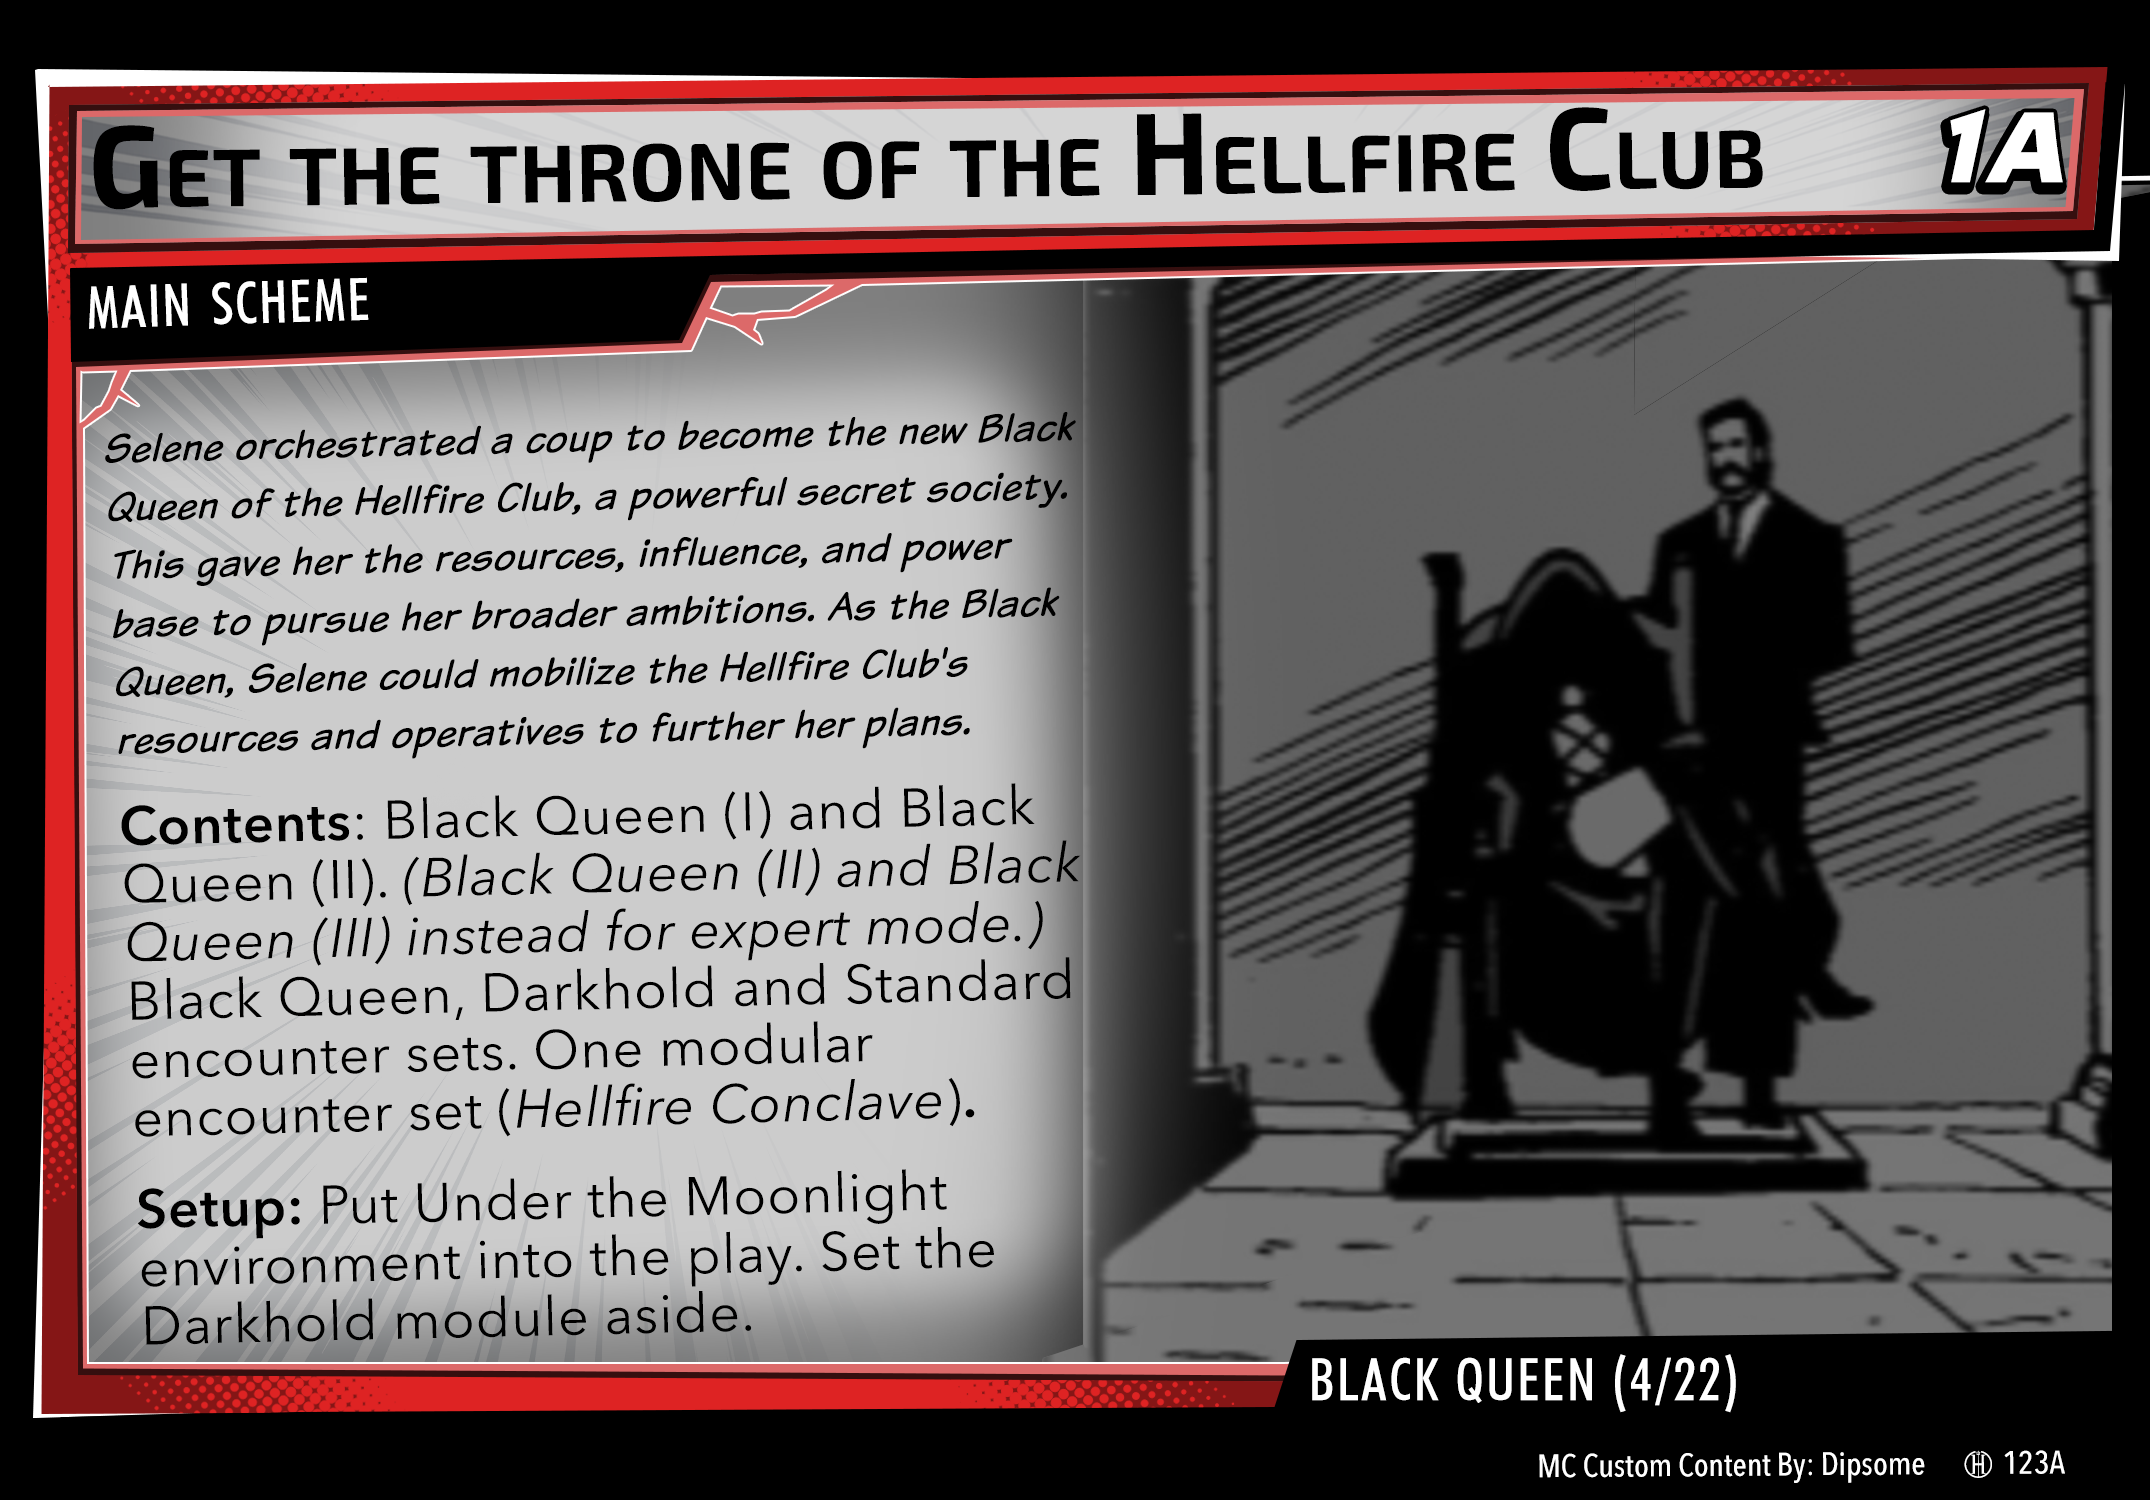 Get the throne of the Hellfire Club 1A
MAIN SCHEME
Selene orchestrated a coup to become the new Black
Queen of the Hellfire Club, a powerful secret society.
This gave her the resources, influence, and power
base to pursue her broader ambitions. As the Black
Queen, Selene could mobilize the Hellfire Club's
resources and operatives to further her plans.
Contents: Black Queen (I) and Black
Queen (II). (Black Queen (II) and Black
Queen (III) instead for expert mode.)
Black Queen, Darkhold and Standard
encounter sets. One modular
encounter set (Hellfire Conclave).
Setup: Put Under the Moonlight
environment into the play. Set the
Darkhold module aside.
BLACK QUEEN (4/22)
MC Custom Content By: Dipsome 123A